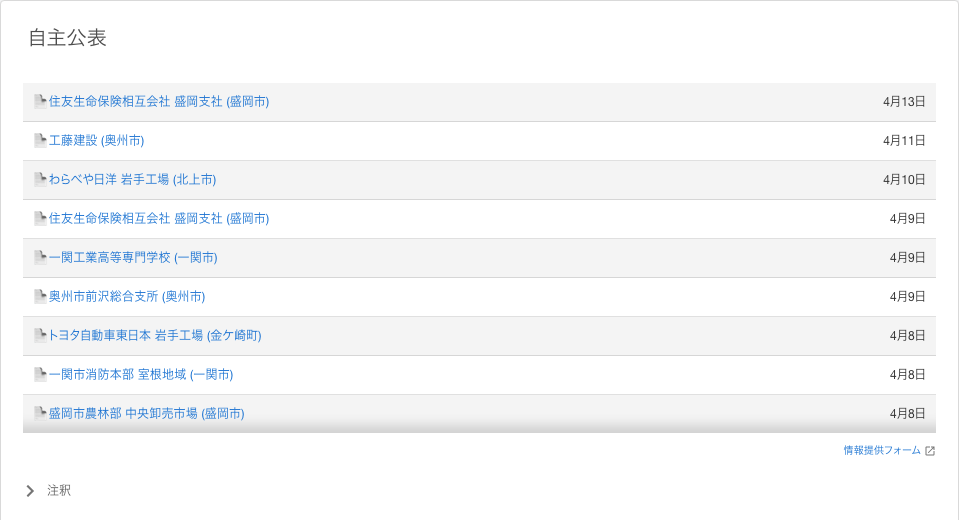 自主公表
住友生命保険相互会社 盛岡支社 (盛岡市) 4月13日
工藤建設 (奥州市) 4月11日
わらべや日洋 岩手工場 (北上市) 4月10日
住友生命保険相互会社 盛岡支社 (盛岡市) 4月9日
一関工業高等専門学校 (一関市) 4月9日
奥州市前沢総合支所 (奥州市) 4月9日
トヨタ自動車東日本 岩手工場 (金ケ崎町) 4月8日
一関市消防本部 室根地域 (一関市) 4月8日
盛岡市農林部 中央卸売市場 (盛岡市) 4月8日
情報提供フォーム
注釈